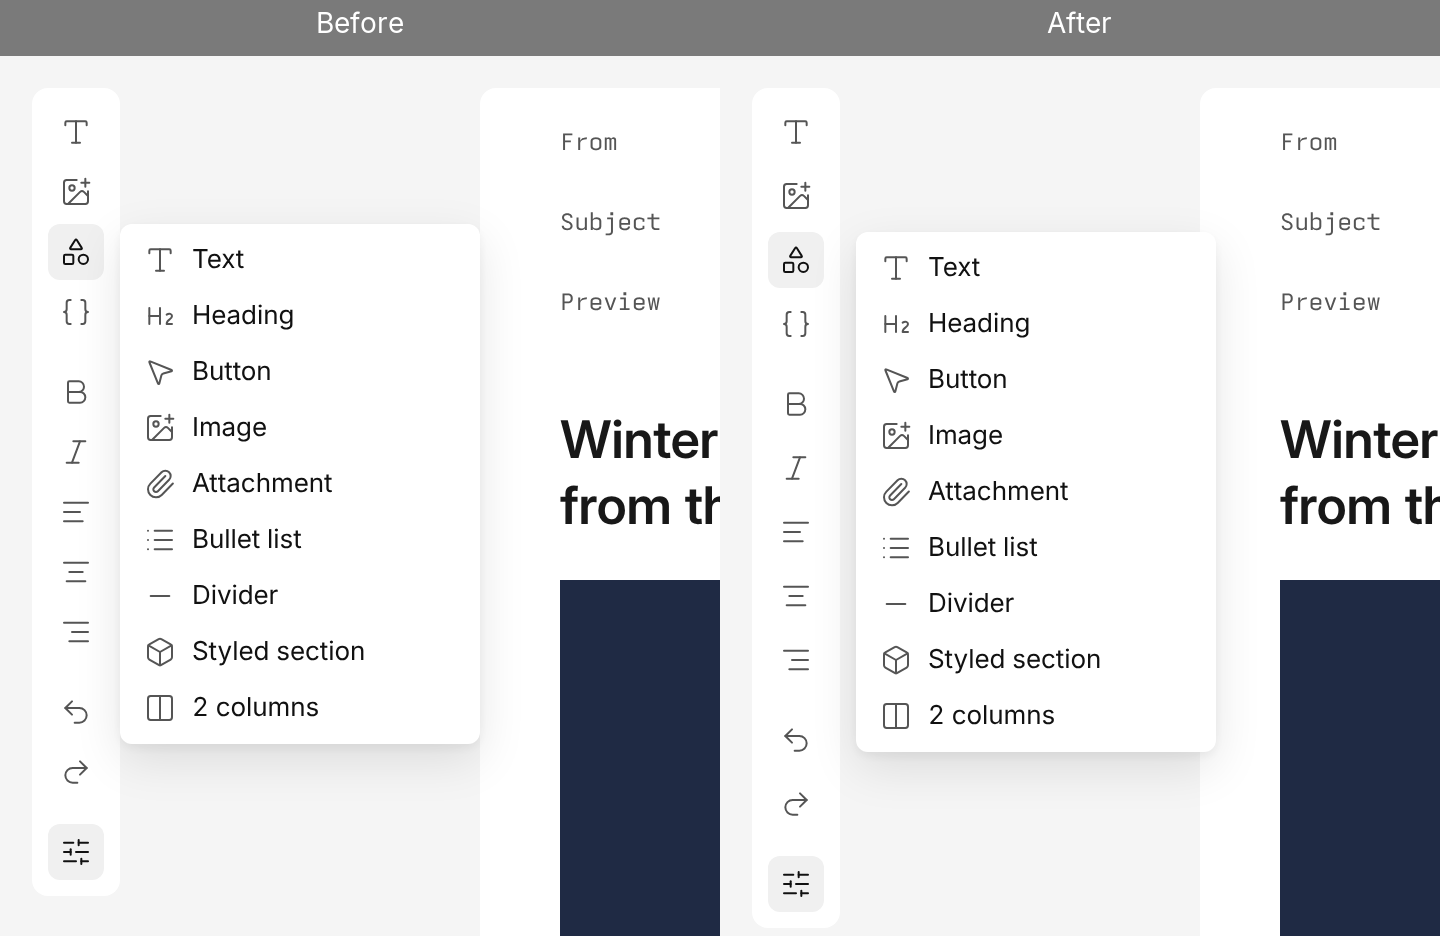 Before
T
B
I
Text
H2 Heading
Button
Image
Attachment
Bullet list
Divider
Styled section
2 columns
From
Subject
Preview
Winter
from th
After
T
B
I
Text
H2 Heading
Button
Image
Attachment
Bullet list
Divider
Styled section
2 columns
From
Subject
Preview
Winter
from th